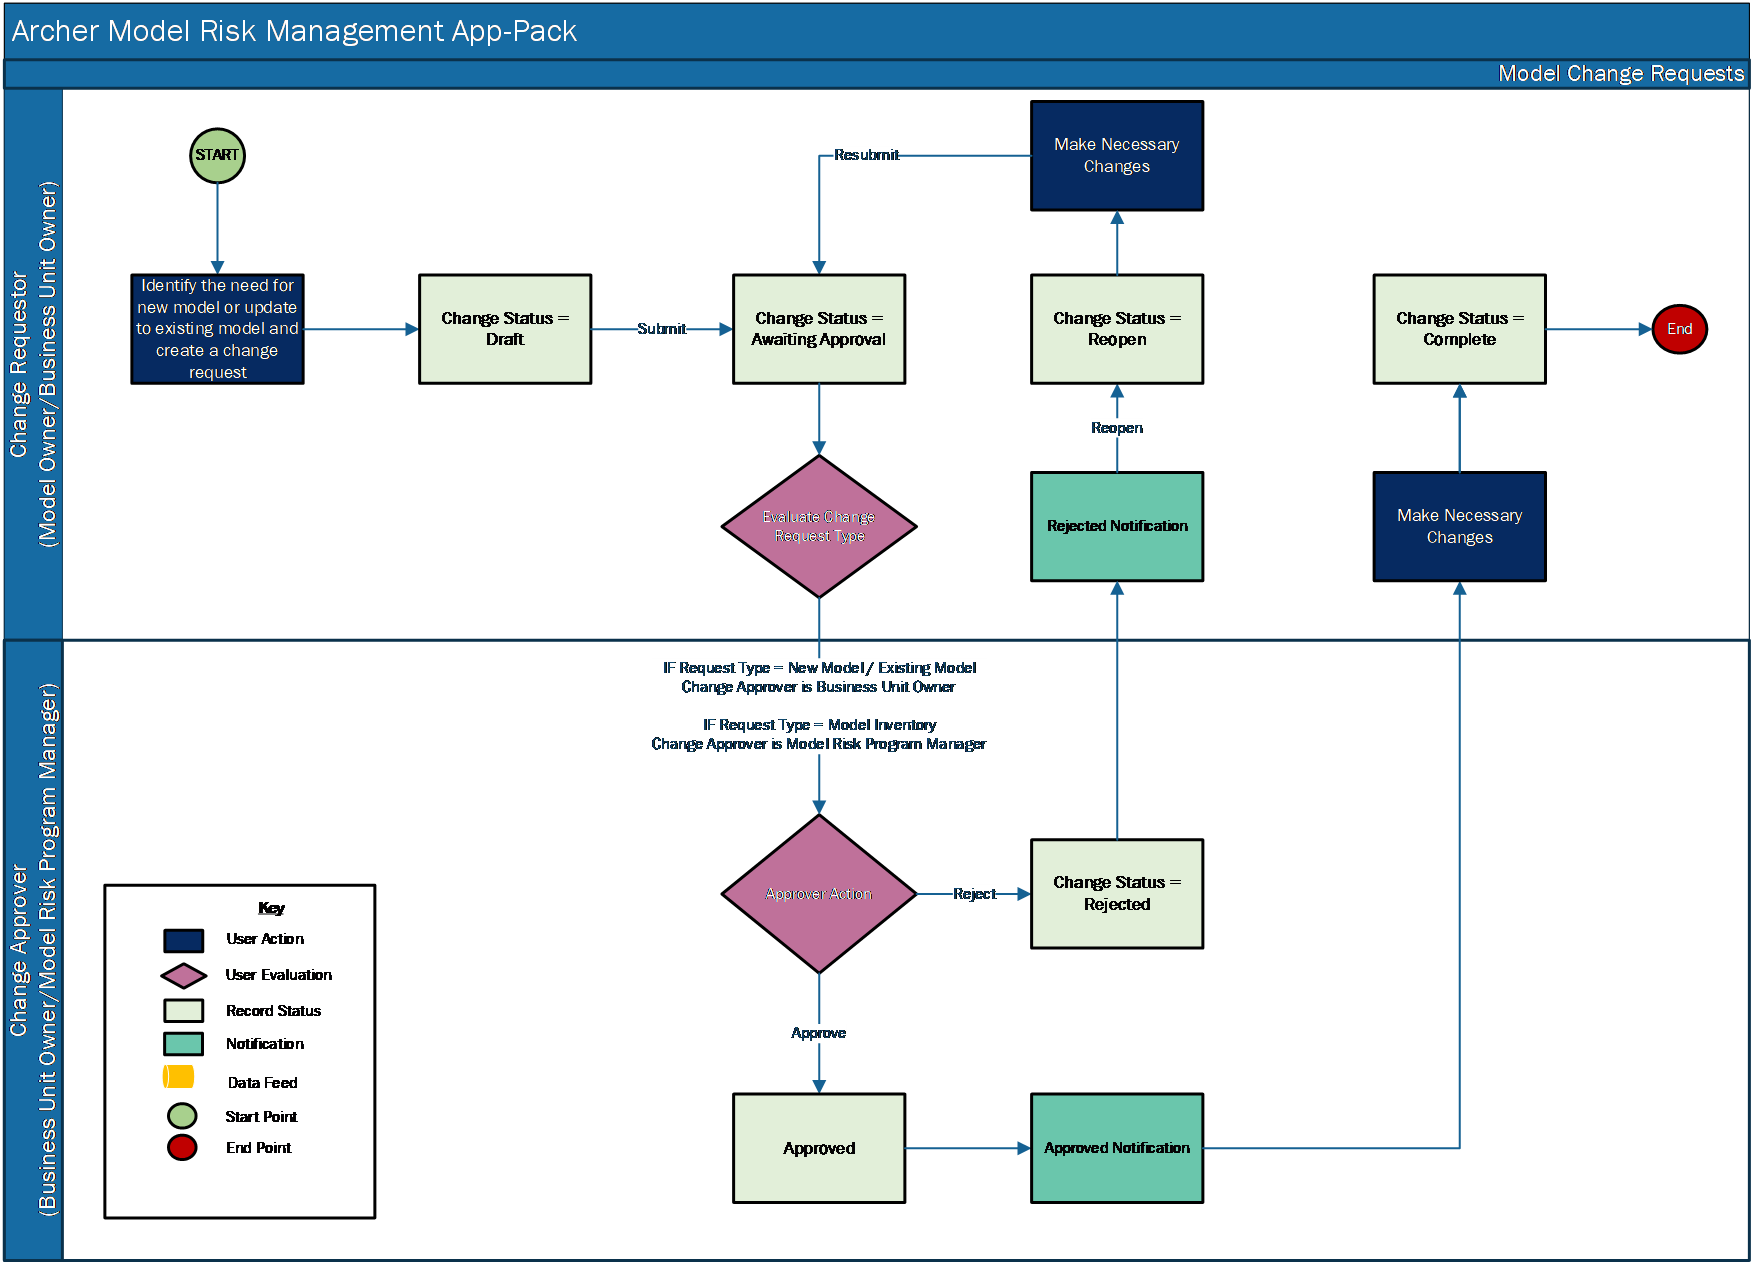 Archer Model Risk Management App-Pack
Model Change Requests
Change Requestor
(Model Owner/Business Unit Owner)
START
Identify the need for
new model or update
to existing model and
create a change
request
Change Status =
Draft
Submit
Change Status =
Awaiting Approval
Resubmit
Make Necessary
Changes
Change Status =
Reopen
Reopen
Rejected Notification
Change Status =
Complete
End
Make Necessary
Changes
Evaluate Change
Request Type
Change Approver
(Business Unit Owner/Model Risk Program Manager)
IF Request Type = New Model/ Existing Model
Change Approver is Business Unit Owner
IF Request Type = Model Inventory
Change Approver is Model Risk Program Manager
Approver Action
Reject
Change Status =
Rejected
Approve
Approved
Approved Notification
Key
User Action
User Evaluation
Record Status
Notification
Data Feed
Start Point
End Point